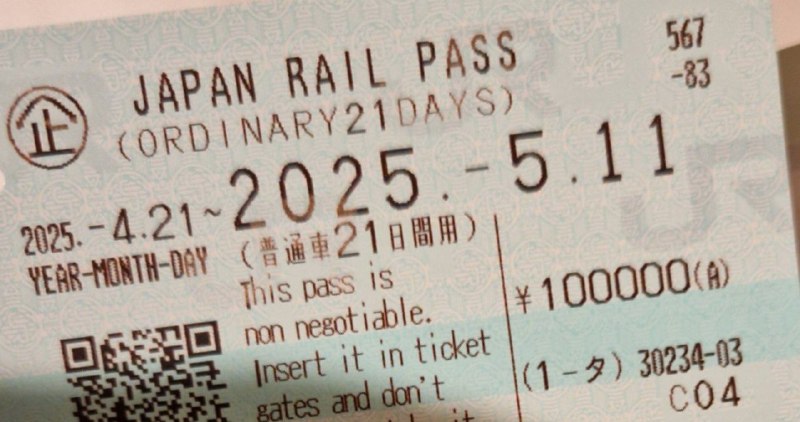 567
-83
JAPAN RAIL PASS
(ORDINARY21DAYS)
企
2025.-4.21~2025.-5.11
YEAR-MONTH-DAY
(普通車21日間用)
This pass is
non negotiable.
Insert it in ticket
gates and don't
¥100000(A)
(1-タ) 30234-03
C04
JR